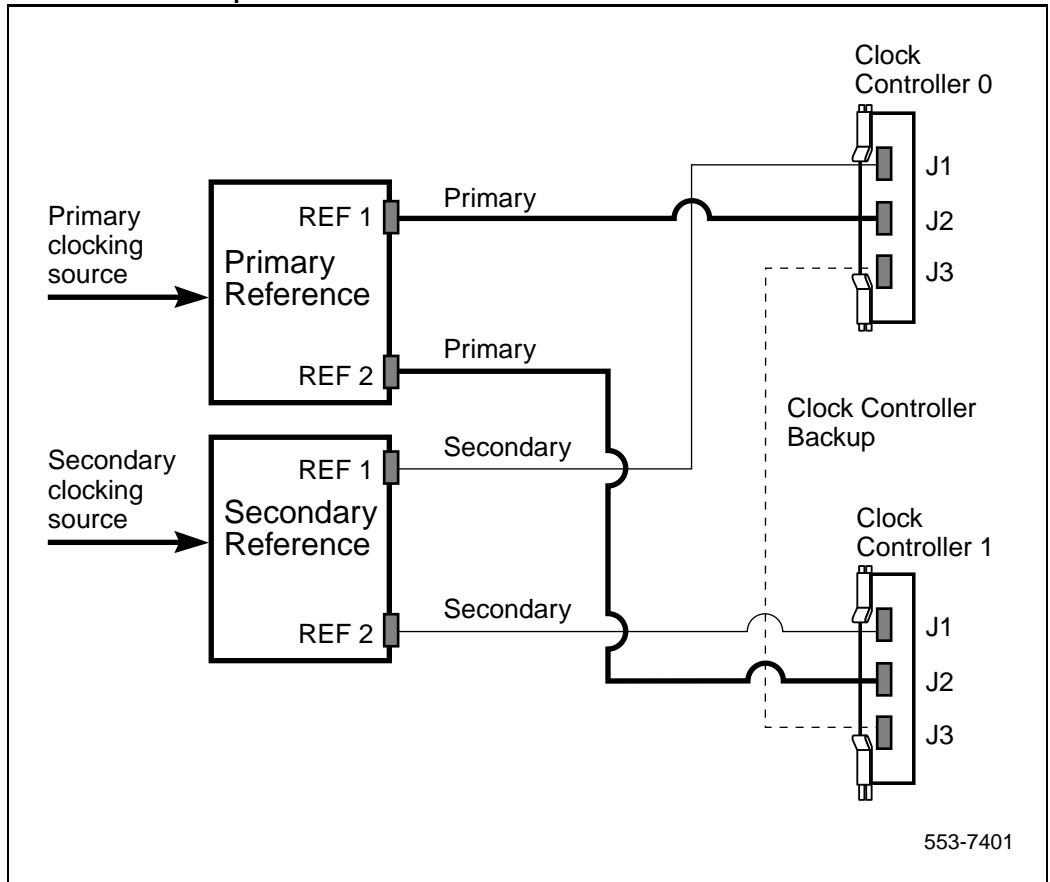 Clock
Controller 0
J1
J2
J3
Primary
clocking
source
REF 1
Primary
Reference
REF 2
Primary
Primary
Clock Controller
Backup
Secondary
clocking
source
REF 1
Secondary
Reference
REF 2
Secondary
Secondary
Clock
Controller 1
J1
J2
J3
553-7401